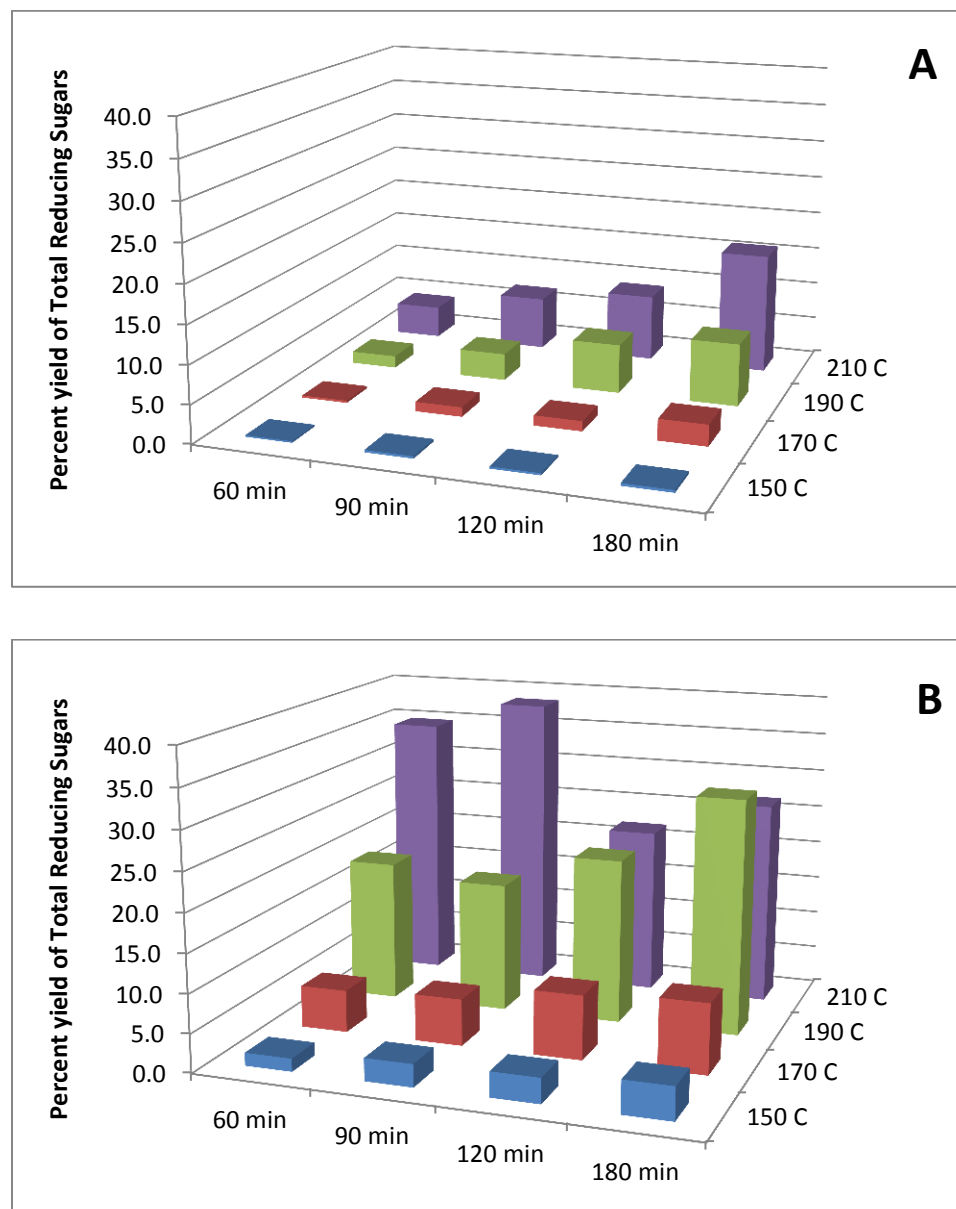 A
Percent yield of Total Reducing Sugars
40.0
35.0
30.0
25.0
20.0
15.0
10.0
5.0
0.0
60 min
90 min
120 min
180 min
210 C
190 C
170 C
150 C
B
Percent yield of Total Reducing Sugars
40.0
35.0
30.0
25.0
20.0
15.0
10.0
5.0
0.0
60 min
90 min
120 min
180 min
210 C
190 C
170 C
150 C